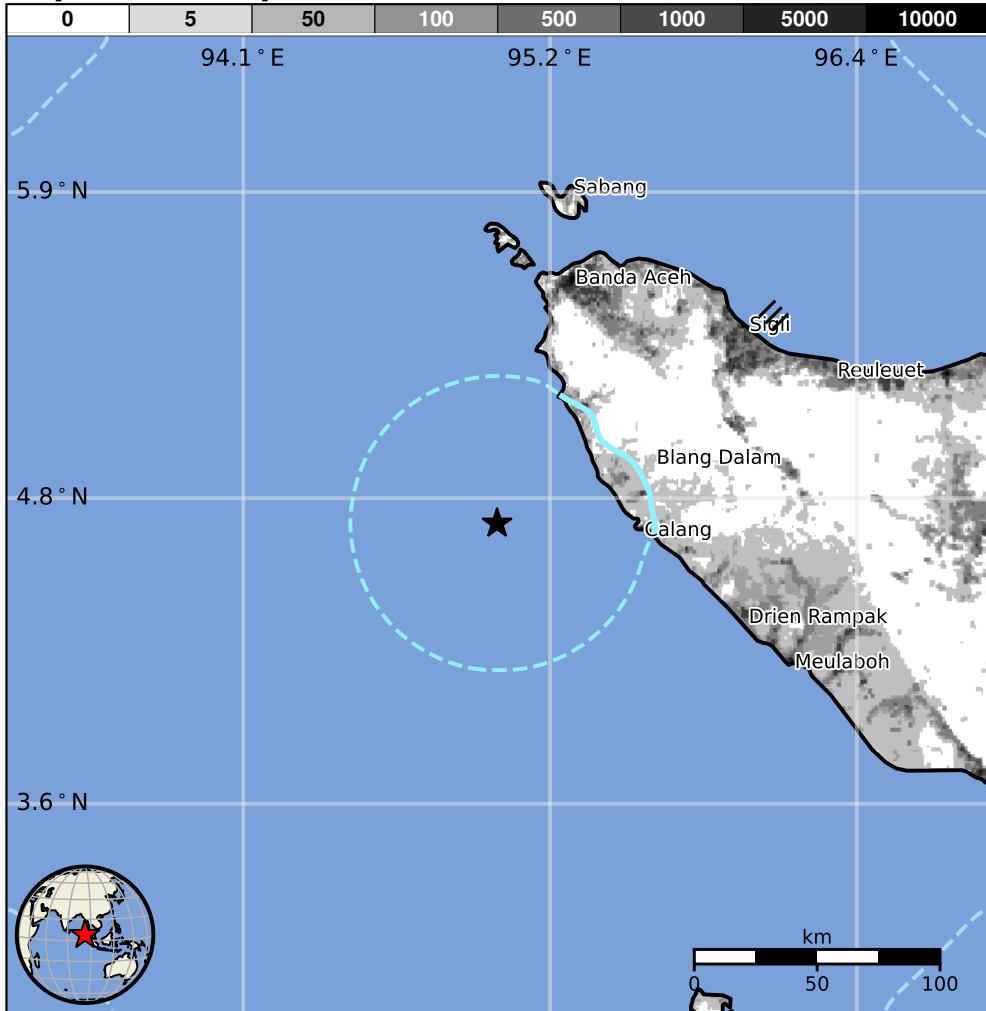 0 5 50 100 500 1000 5000 10000
94.1°E 95.2°E 96.4°E
5.9°N
Sabang
Banda Aceh
Sigli
Reuleuet
Blang Dalam
4.8°N
Calang
Drien Rampak
Meulaboh
3.6°N
km
0 50 100